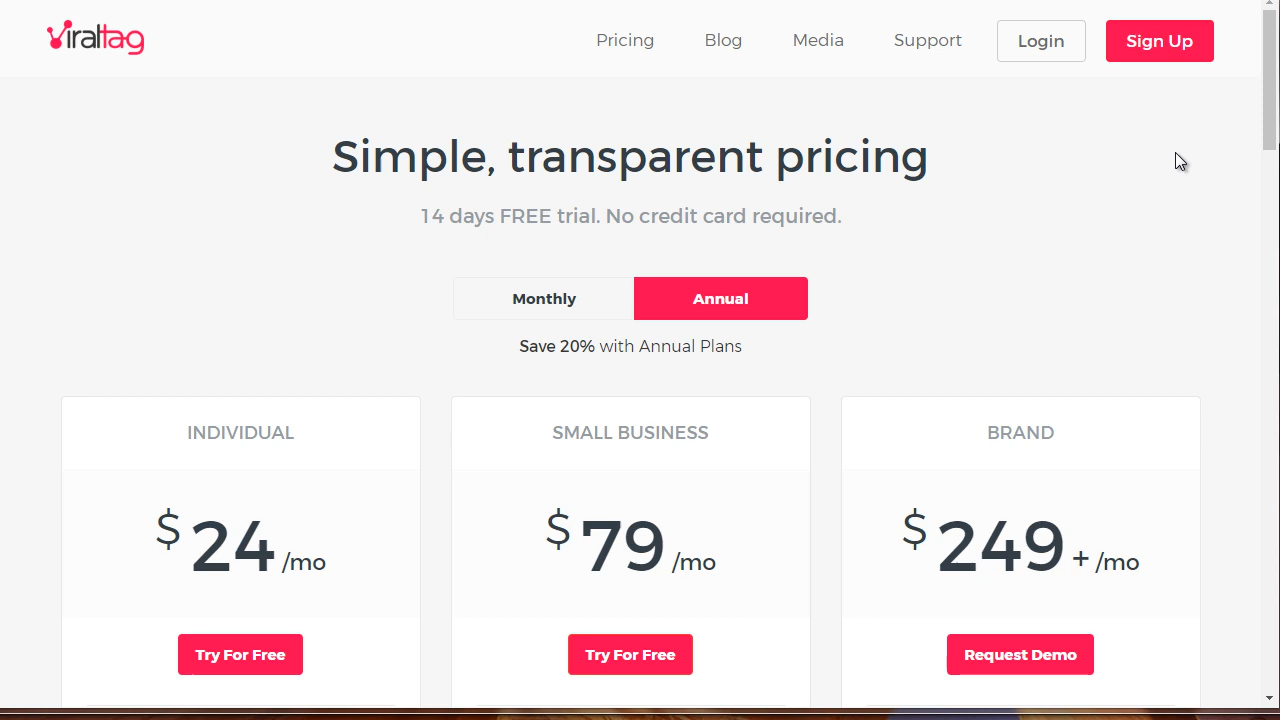 Viraltag
Pricing Blog Media Support Login Sign Up
Simple, transparent pricing
14 days FREE trial. No credit card required.
Monthly Annual
Save 20% with Annual Plans
INDIVIDUAL SMALL BUSINESS BRAND
$24/mo $79/mo $249+/mo
Try For Free Try For Free Request Demo